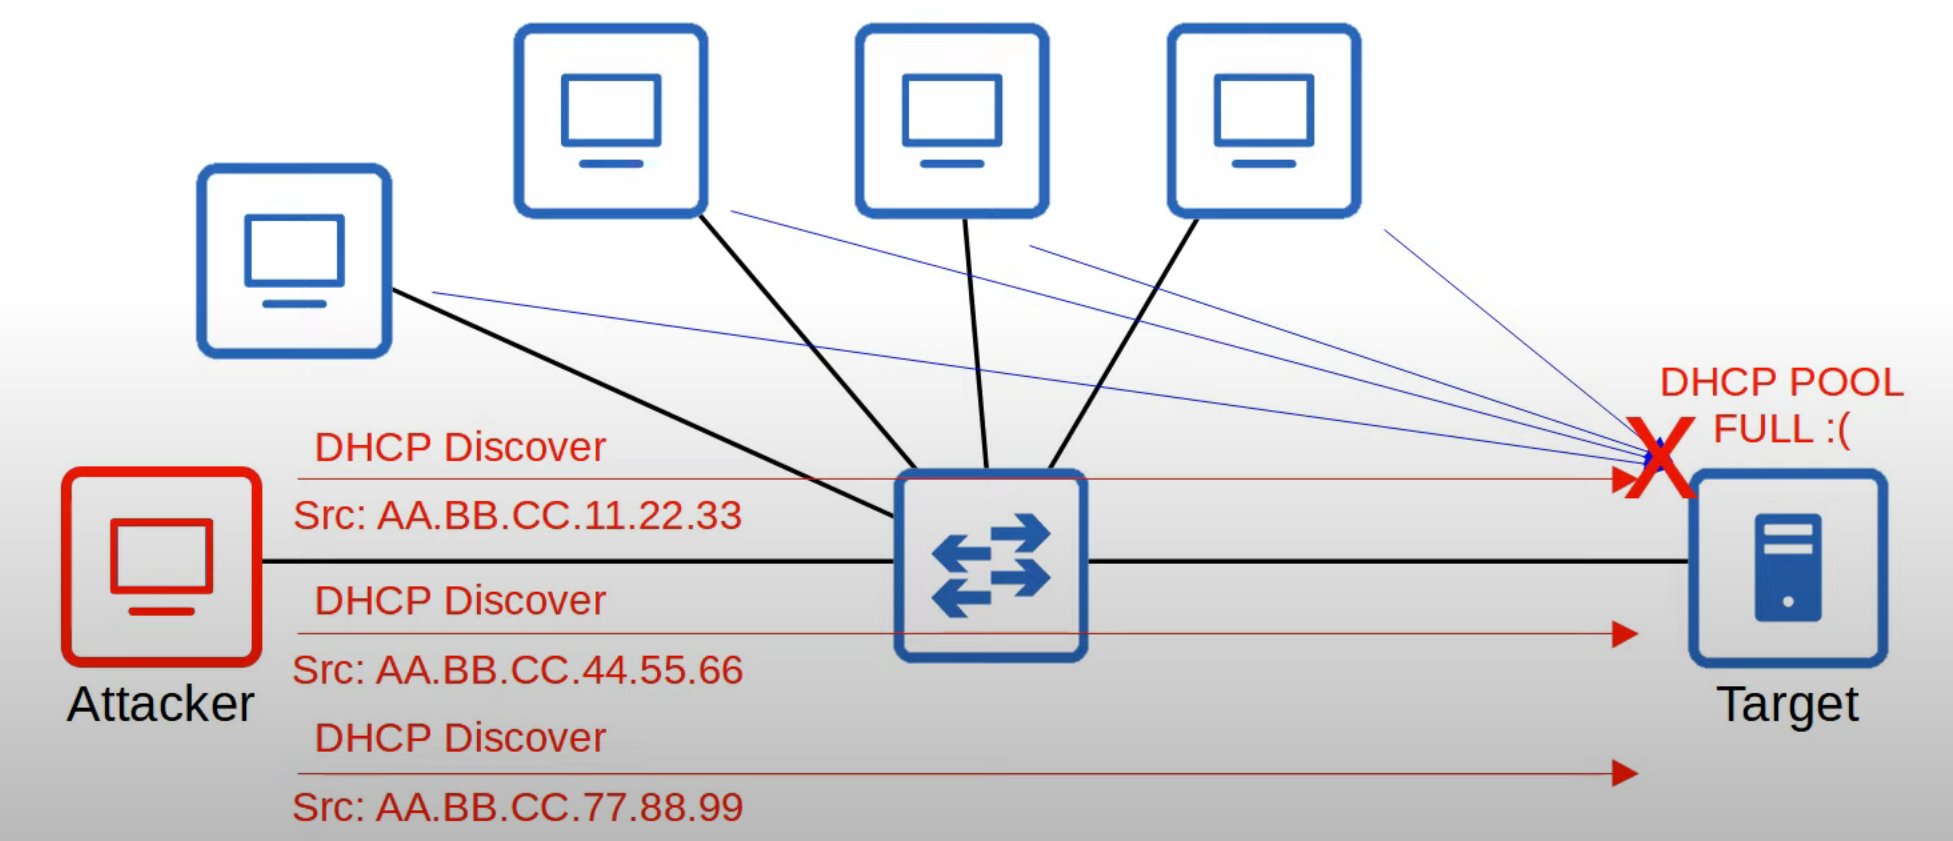 DHCP POOL
FULL :(
DHCP Discover
Src: AA.BB.CC.11.22.33
DHCP Discover
Src: AA.BB.CC.44.55.66
Attacker
Target
DHCP Discover
Src: AA.BB.CC.77.88.99
X